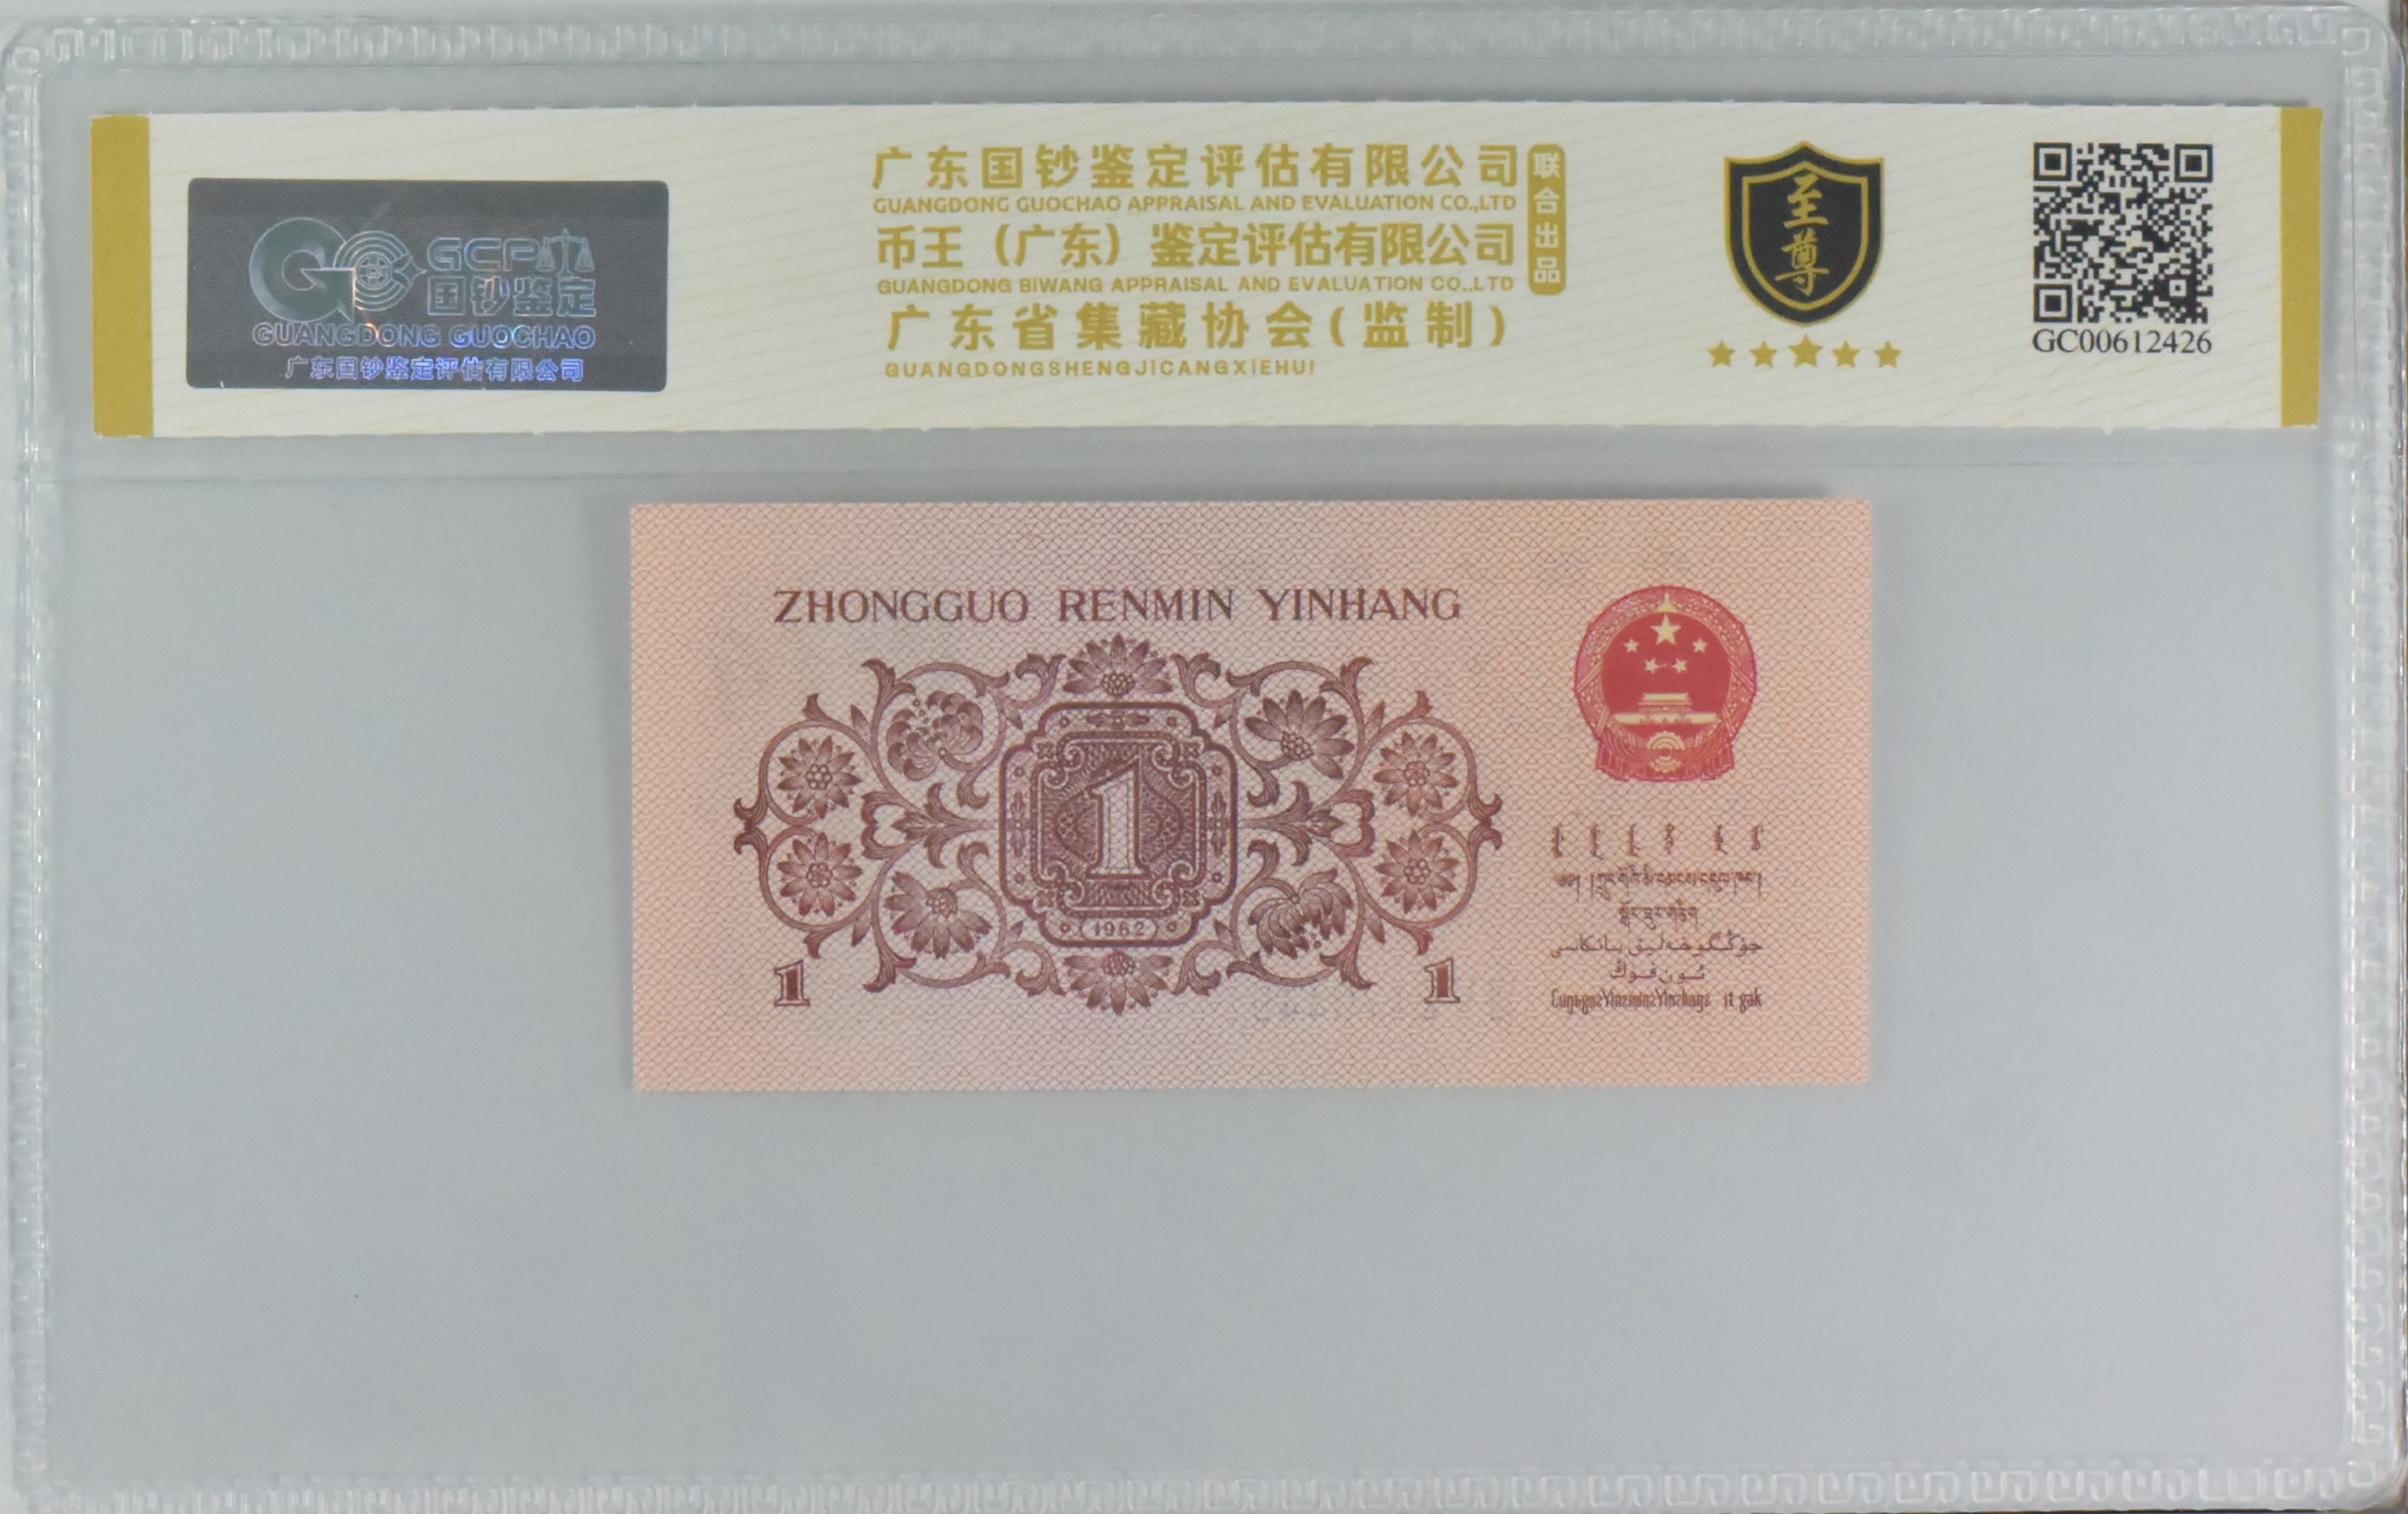 GCP
国钞鉴定
GUANGDONG GUOCHAO
广东国钞鉴定评估有限公司
广东国钞鉴定评估有限公司
GUANGDONG GUOCHAO APPRAISAL AND EVALUATION CO.,LTD
币王（广东）鉴定评估有限公司
GUANGDONG BIWANG APPRAISAL AND EVALUATION CO.,LTD
广东省集藏协会(监制)
GUANGDONGSHENGJICANGXIEHUI
联合出品
至尊
GC00612426
ZHONGGUO RENMIN YINHANG
1
1962
1
1